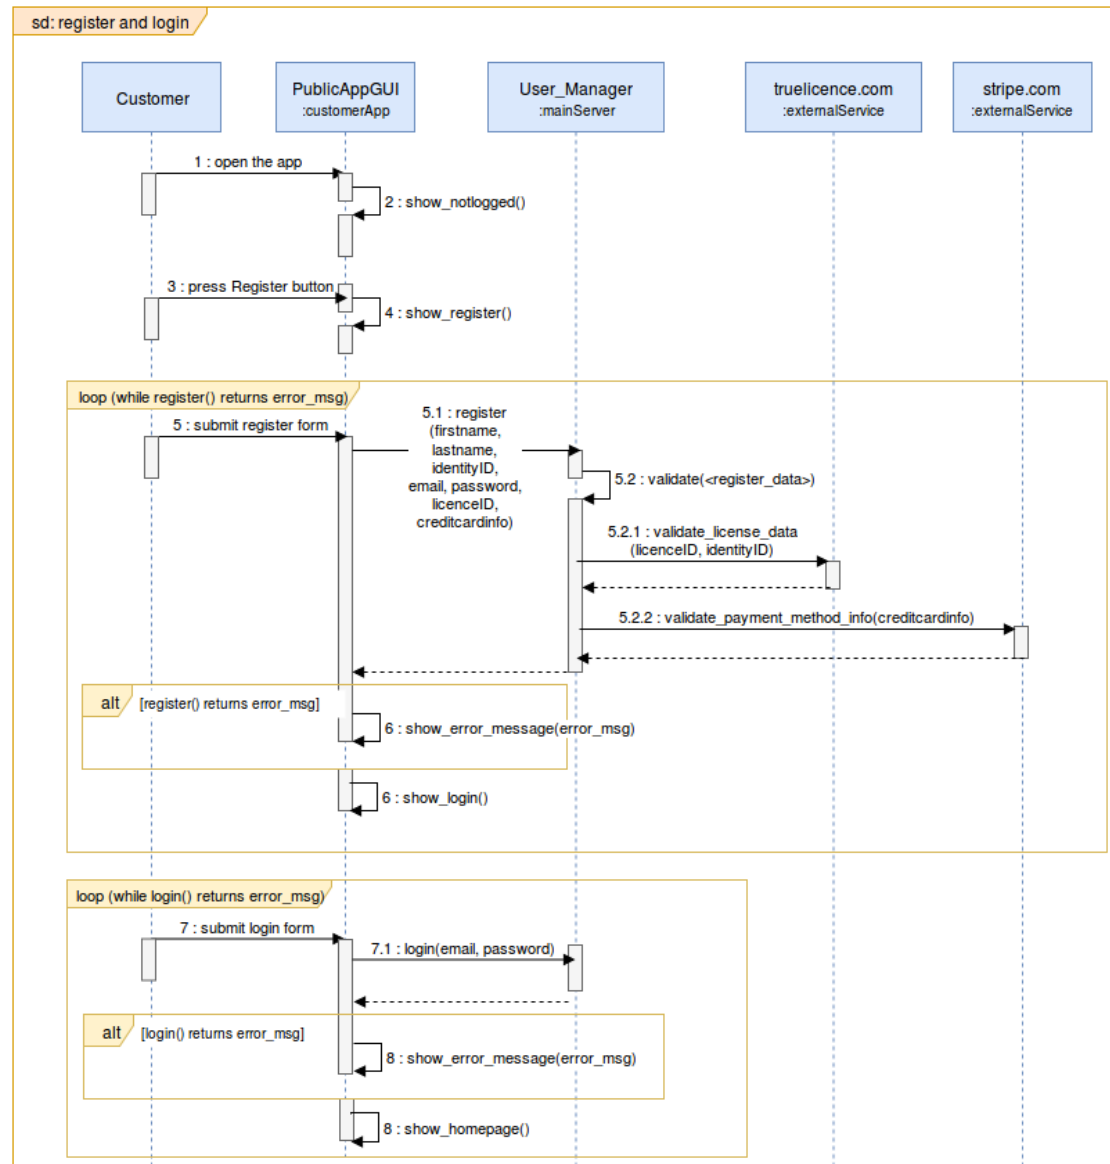 sd: register and login
Customer
PublicAppGUI
:customerApp
User_Manager
:mainServer
truelicence.com
:externalService
stripe.com
:externalService
1 : open the app
2 : show_notlogged()
3 : press Register button
4 : show_register()
loop (while register() returns error_msg)
5 : submit register form
5.1 : register
(firstname,
lastname,
identityID,
email, password,
licenceID,
creditcardinfo)
5.2 : validate(<register_data>)
5.2.1 : validate_license_data
(licenceID, identityID)
5.2.2 : validate_payment_method_info(creditcardinfo)
alt
[register() returns error_msg]
6 : show_error_message(error_msg)
6 : show_login()
loop (while login() returns error_msg)
7 : submit login form
7.1 : login(email, password)
alt
[login() returns error_msg]
8 : show_error_message(error_msg)
8 : show_homepage()